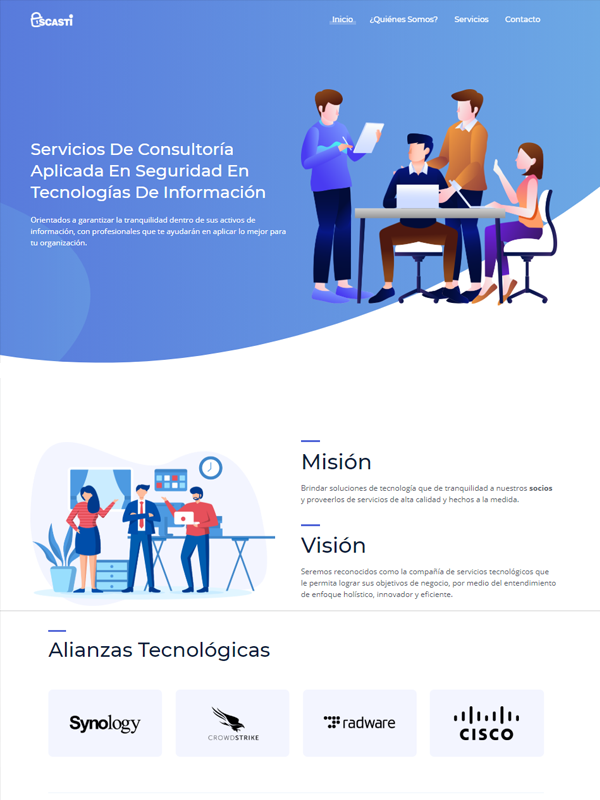 ISCASTI
Inicio
¿Quiénes Somos?
Servicios
Contacto
Servicios De Consultoría
Aplicada En Seguridad En
Tecnologías De Información
Orientados a garantizar la tranquilidad dentro de sus activos de
información, con profesionales que te ayudarán en aplicar lo mejor para
tu organización.
Misión
Brindar soluciones de tecnología que de tranquilidad a nuestros socios
y proveerlos de servicios de alta calidad y hechos a la medida.
Visión
Seremos reconocidos como la compañía de servicios tecnológicos que
le permita lograr sus objetivos de negocio, por medio del entendimiento
de enfoque holístico, innovador y eficiente.
Alianzas Tecnológicas
Synology
CROWDSTRIKE
radware
CISCO